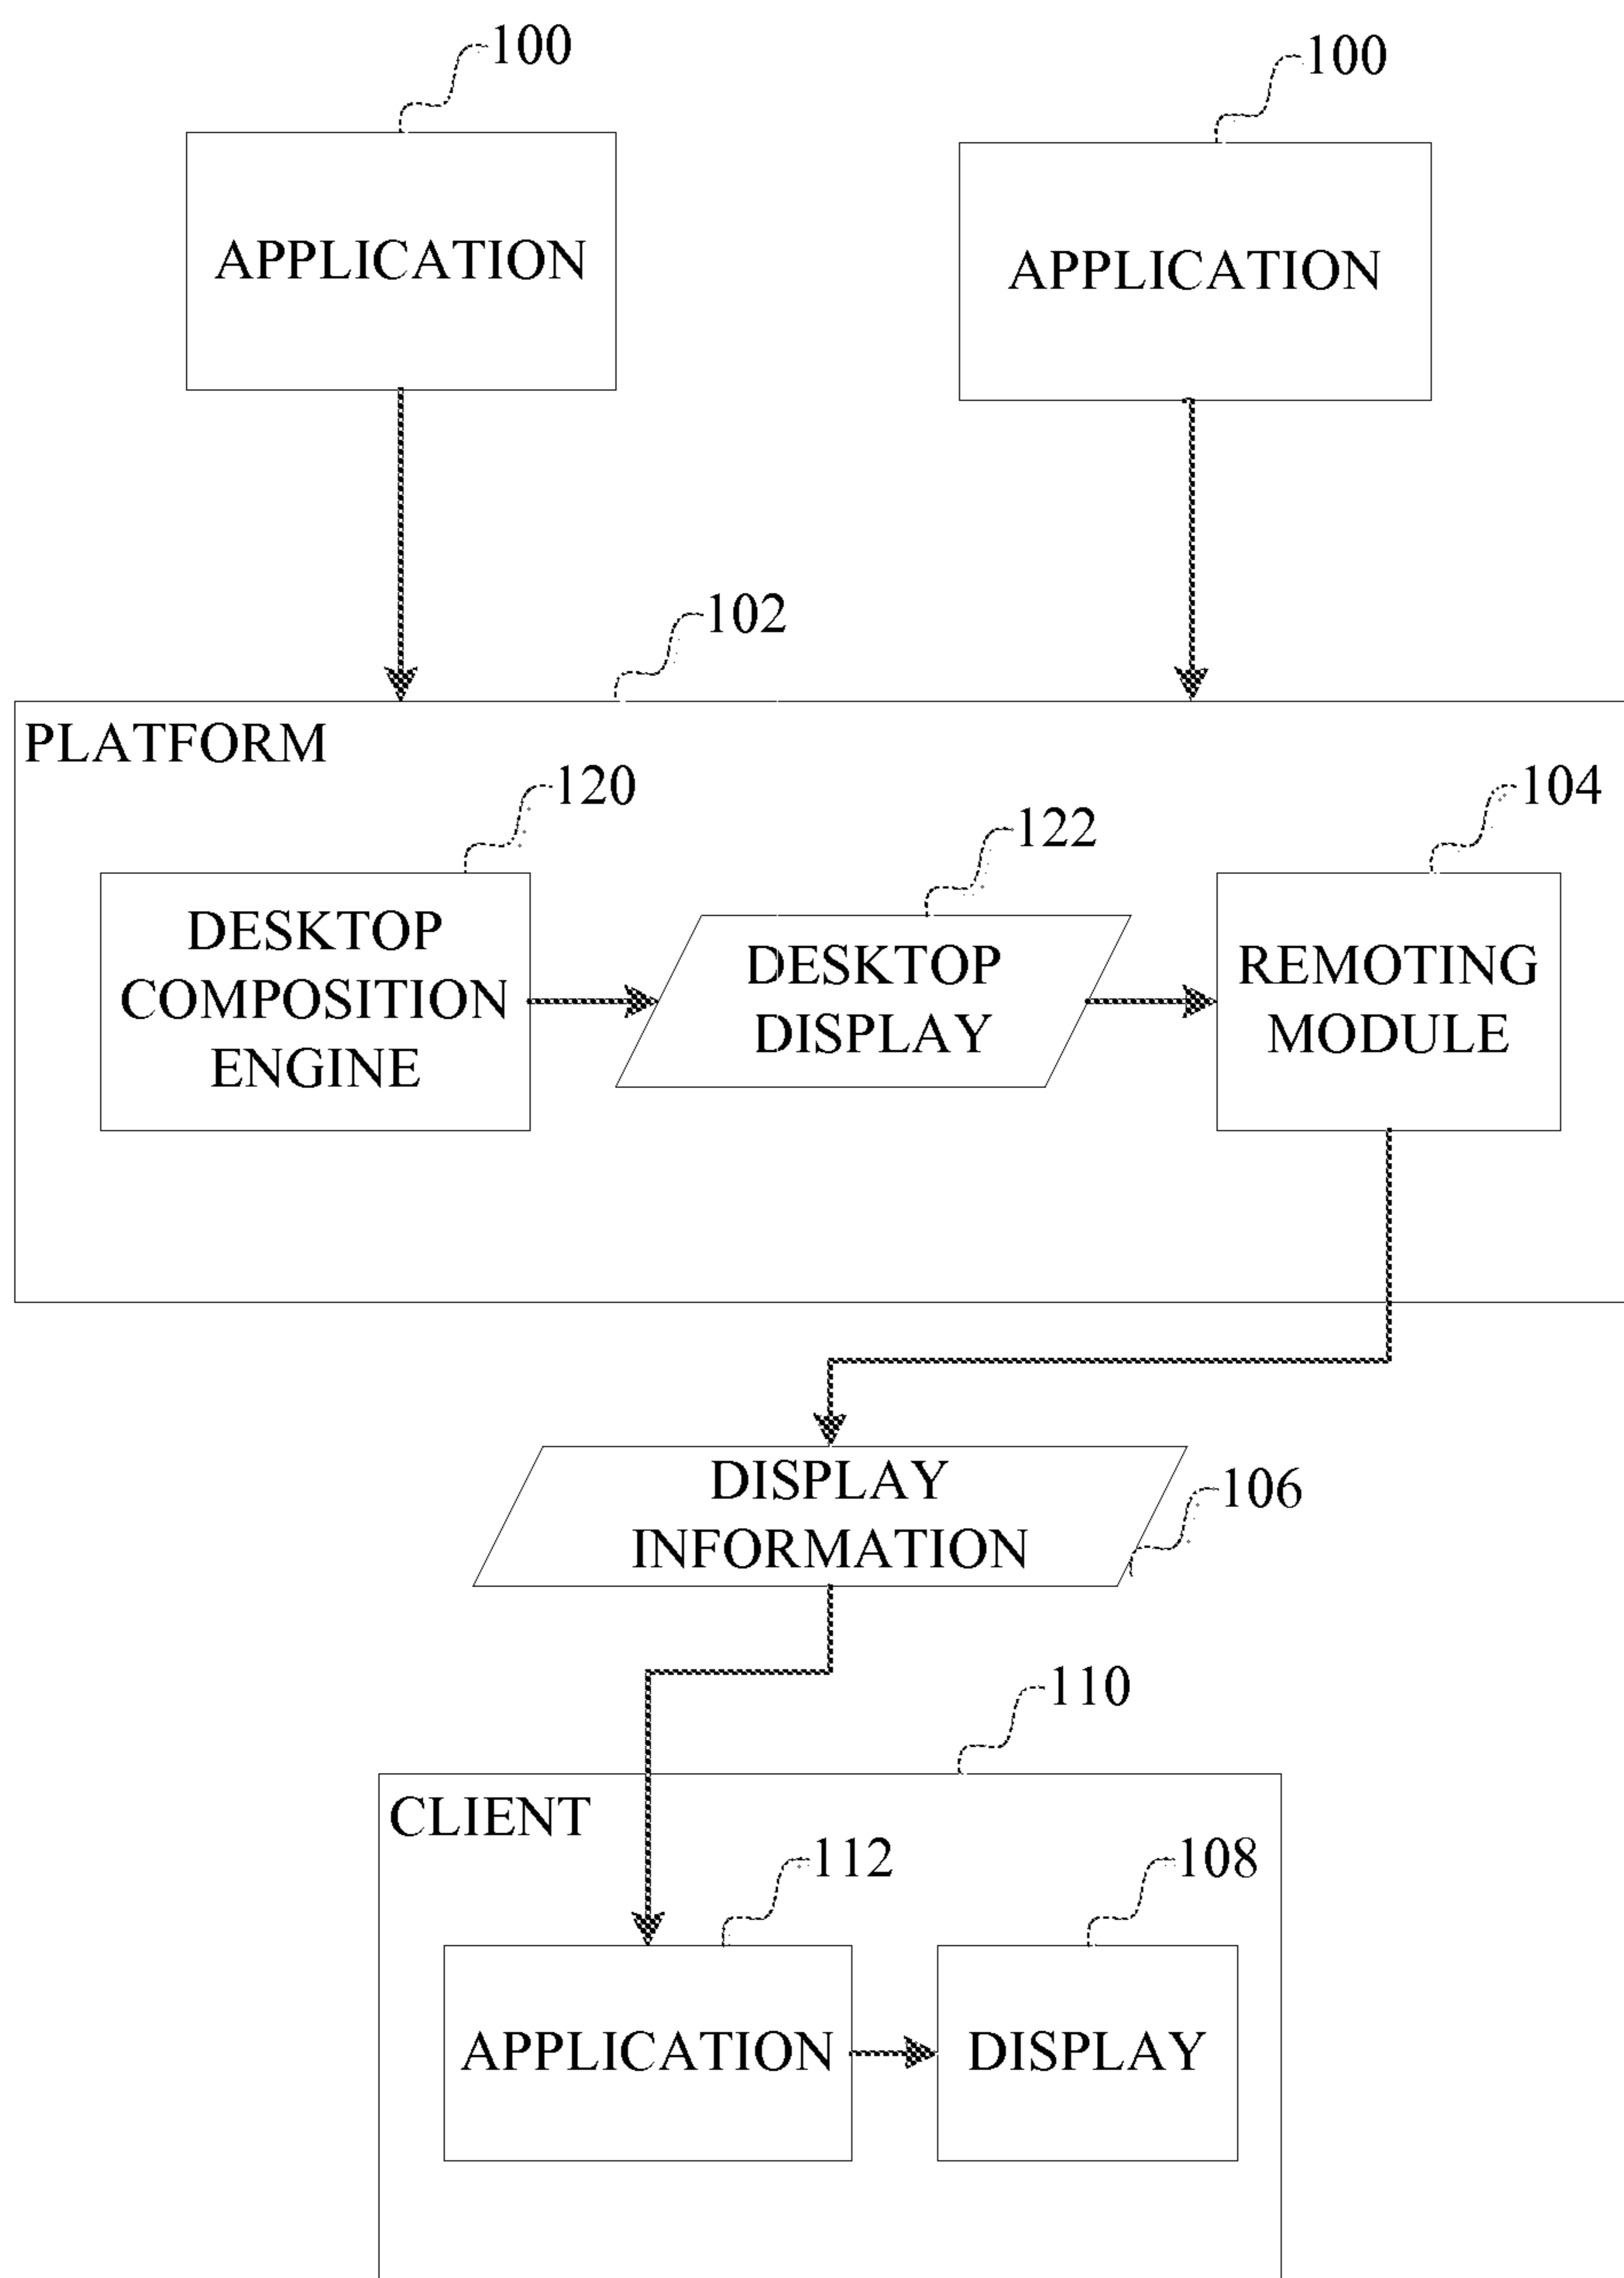 100
100
APPLICATION
APPLICATION
102
PLATFORM
120
122
104
DESKTOP
COMPOSITION
ENGINE
DESKTOP
DISPLAY
REMOTING
MODULE
DISPLAY
INFORMATION
106
110
CLIENT
112
108
APPLICATION
DISPLAY